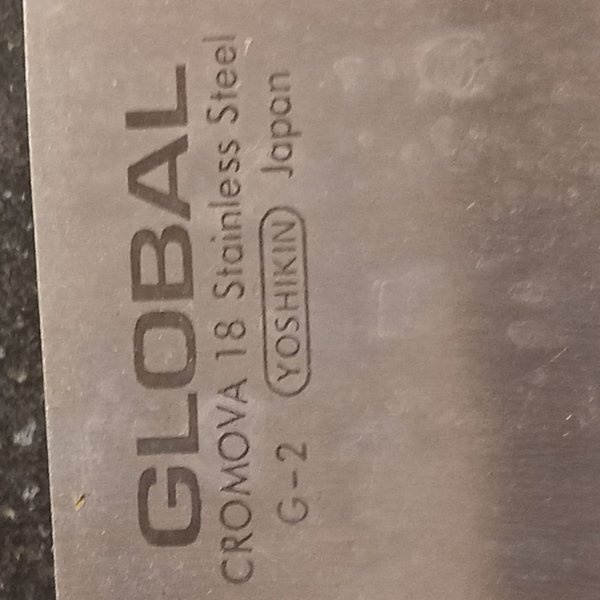 GLOBAL
CROMOVA 18 Stainless Steel
G-2 YOSHIKIN Japan